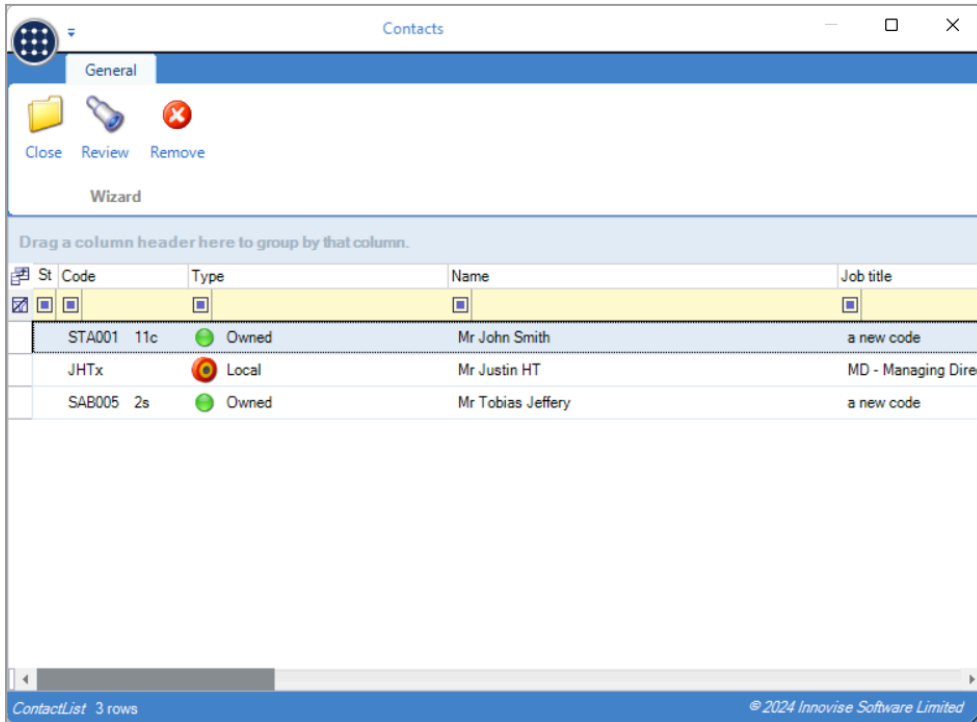 Contacts
General
Close Review Remove
Wizard
Drag a column header here to group by that column.
St Code Type Name Job title
STA001 11c Owned Mr John Smith a new code
JHTx Local Mr Justin HT MD - Managing Dire
SAB005 2s Owned Mr Tobias Jeffery a new code
ContactList 3 rows © 2024 Innovise Software Limited